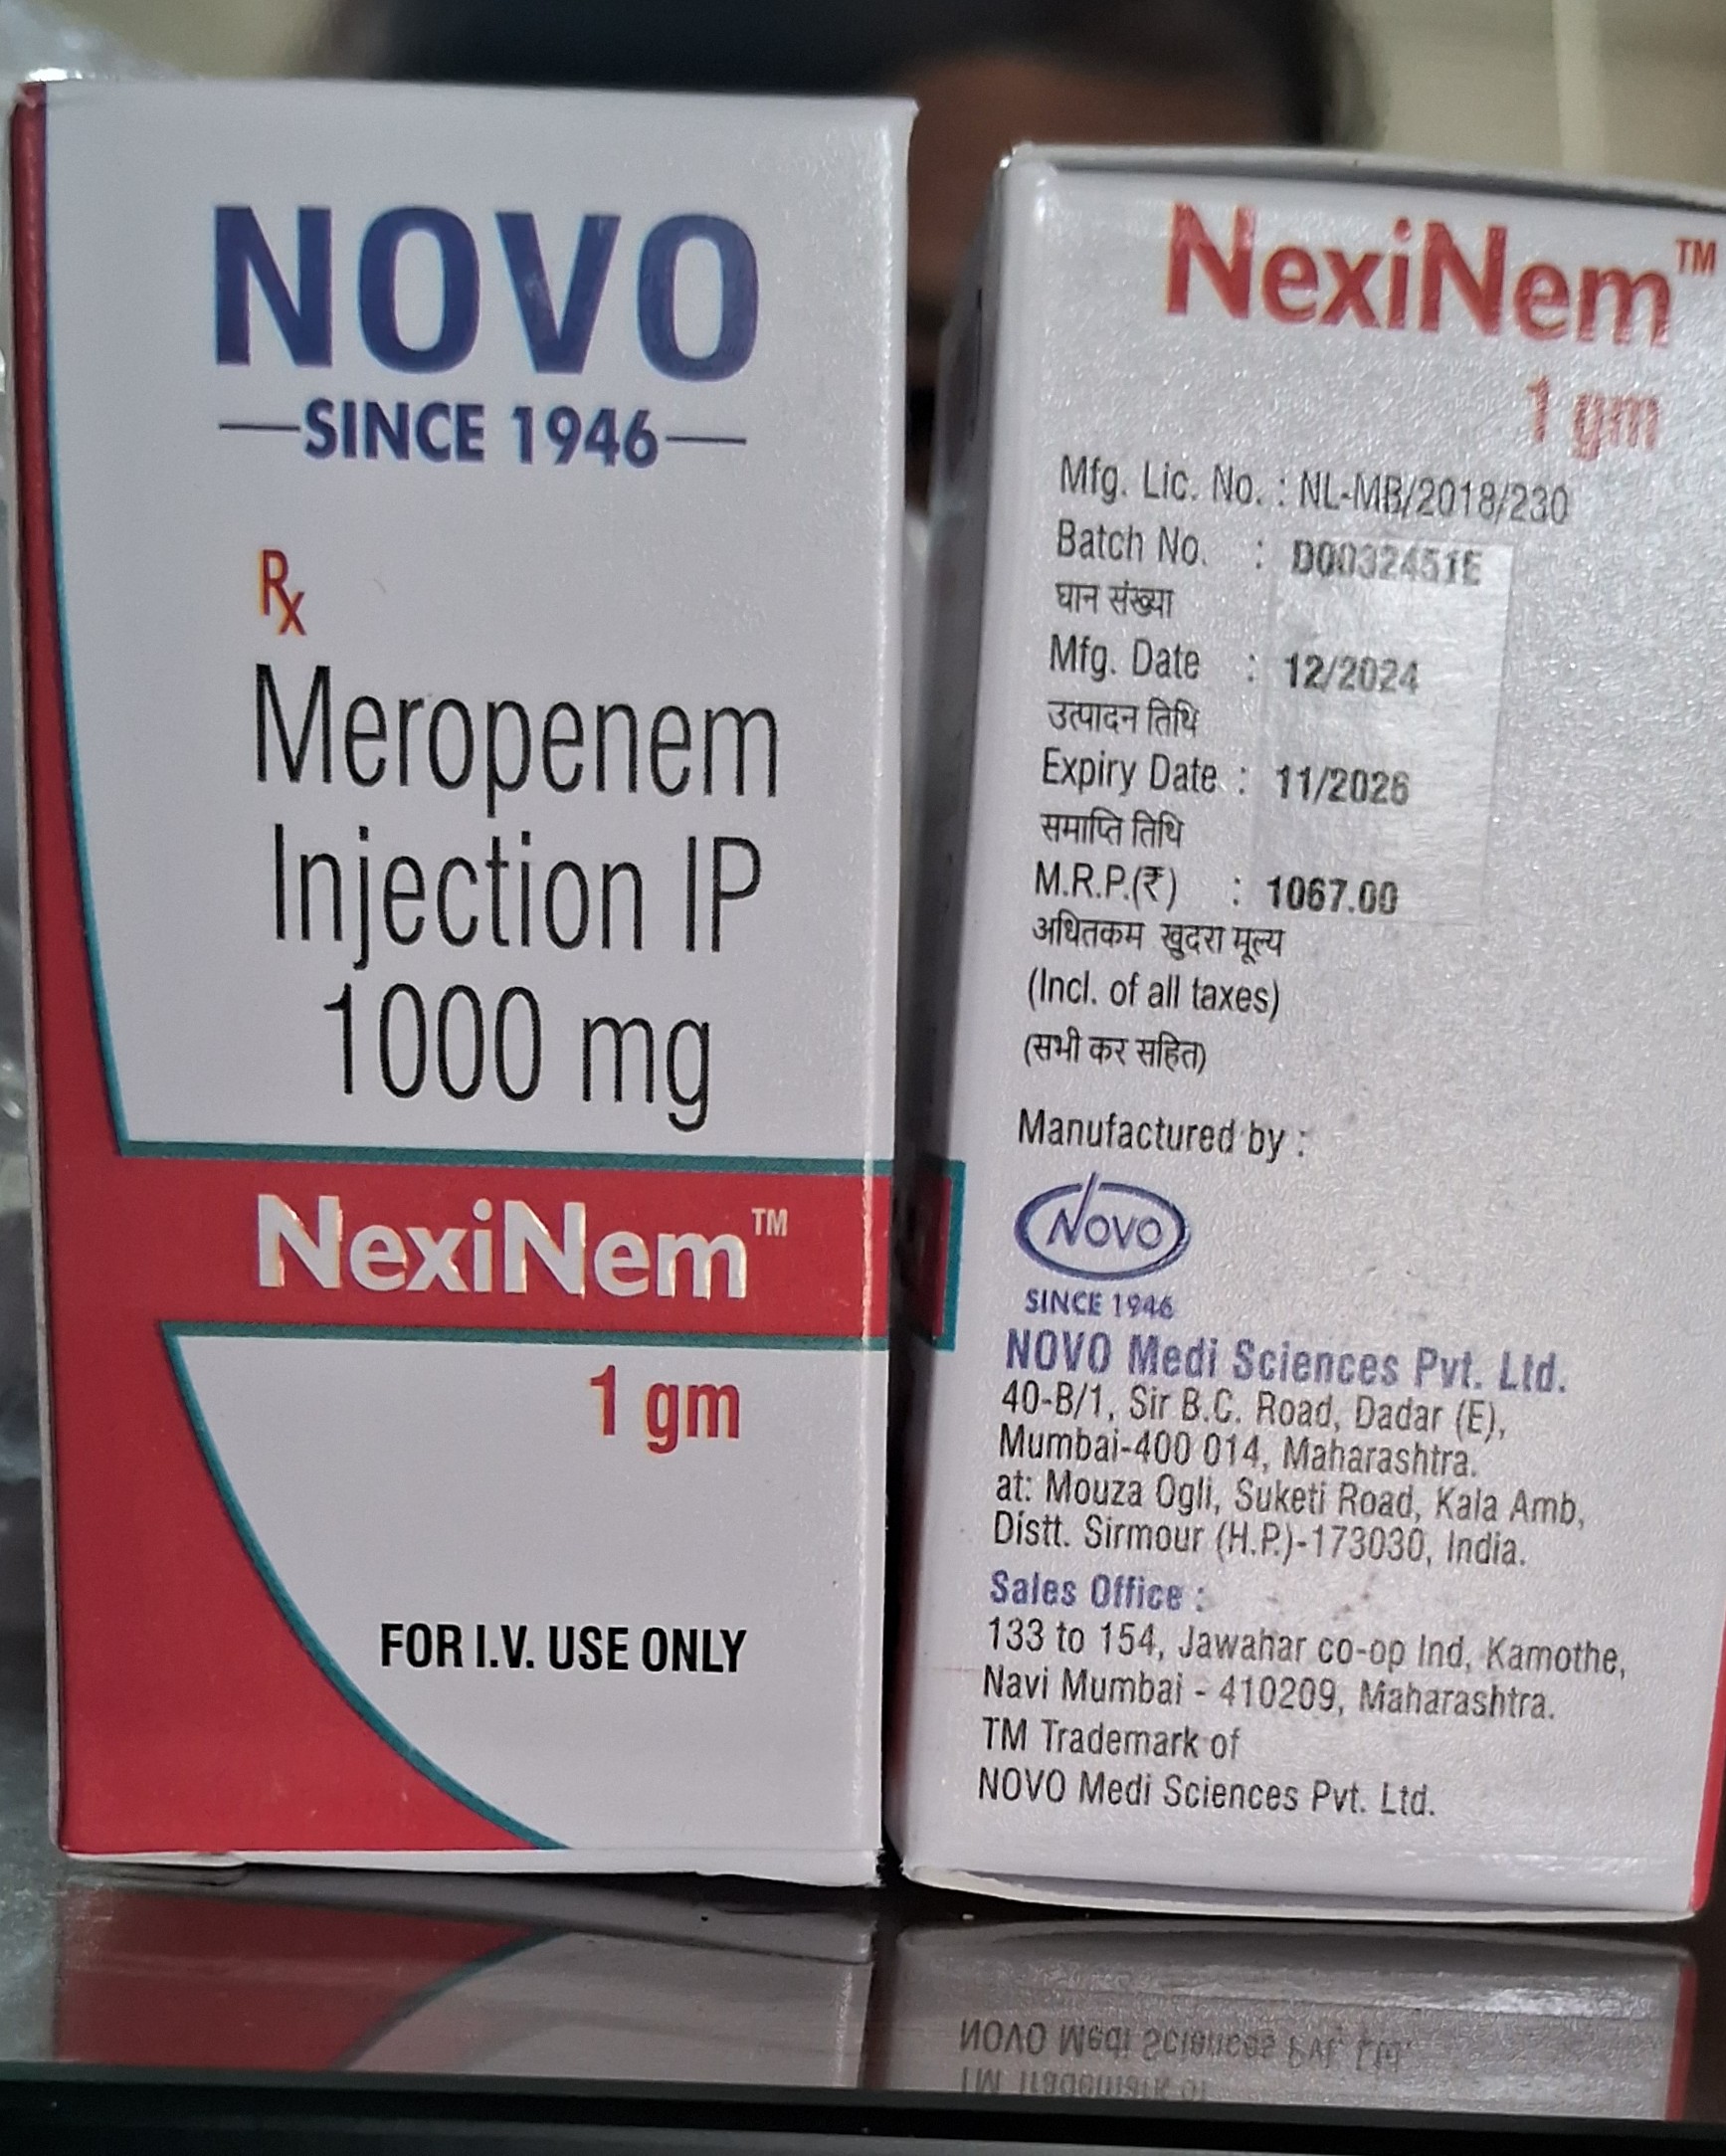 NOVO
SINCE 1946
Rx
Meropenem
Injection IP
1000 mg
NexiNem™
1 gm
FOR I.V. USE ONLY
NexiNem™
1 gm
Mfg. Lic. No. : NL-MB/2018/230
Batch No. : D0032451E
घान संख्या
Mfg. Date : 12/2024
उत्पादन तिथि
Expiry Date : 11/2026
समाप्ति तिथि
M.R.P.(₹) : 1067.00
अधितकम खुदरा मूल्य
(Incl. of all taxes)
(सभी कर सहित)
Manufactured by :
NOVO
SINCE 1946
NOVO Medi Sciences Pvt. Ltd.
40-B/1, Sir B.C. Road, Dadar (E),
Mumbai-400 014, Maharashtra.
at: Mouza Ogli, Suketi Road, Kala Amb,
Distt. Sirmour (H.P.)-173030, India.
Sales Office :
133 to 154, Jawahar co-op Ind, Kamothe,
Navi Mumbai - 410209, Maharashtra.
TM Trademark of
NOVO Medi Sciences Pvt. Ltd.